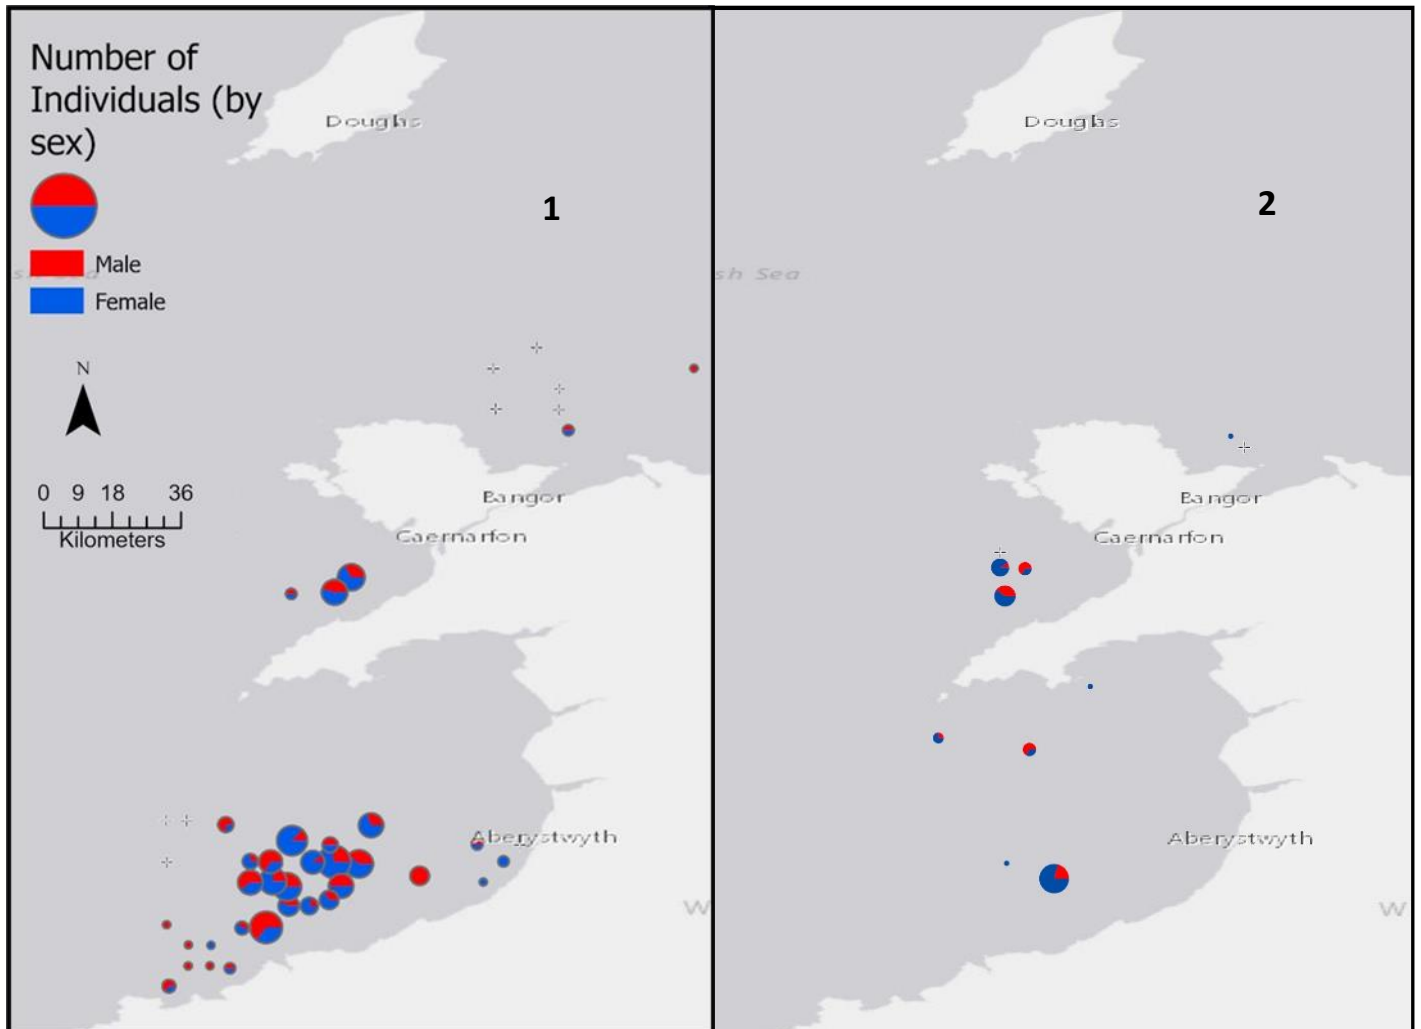 Number of
Individuals (by
sex)
Male
Female
N
0 9 18 36
Kilometers
1
Douglas
Bangor
Caernarfon
Aberystwyth
W
2
Douglas
sh Sea
Bangor
Caernarfon
Aberystwyth
W